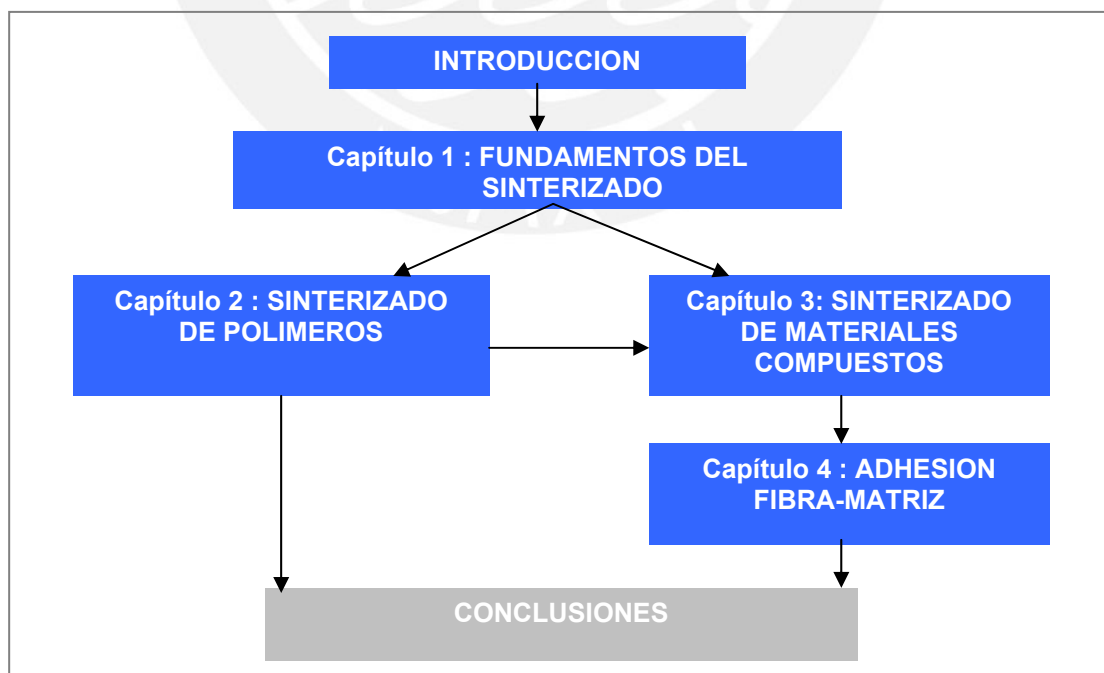 INTRODUCCION
Capítulo 1 : FUNDAMENTOS DEL
SINTERIZADO
Capítulo 2 : SINTERIZADO
DE POLIMEROS
Capítulo 3: SINTERIZADO
DE MATERIALES
COMPUESTOS
Capítulo 4 : ADHESION
FIBRA-MATRIZ
CONCLUSIONES